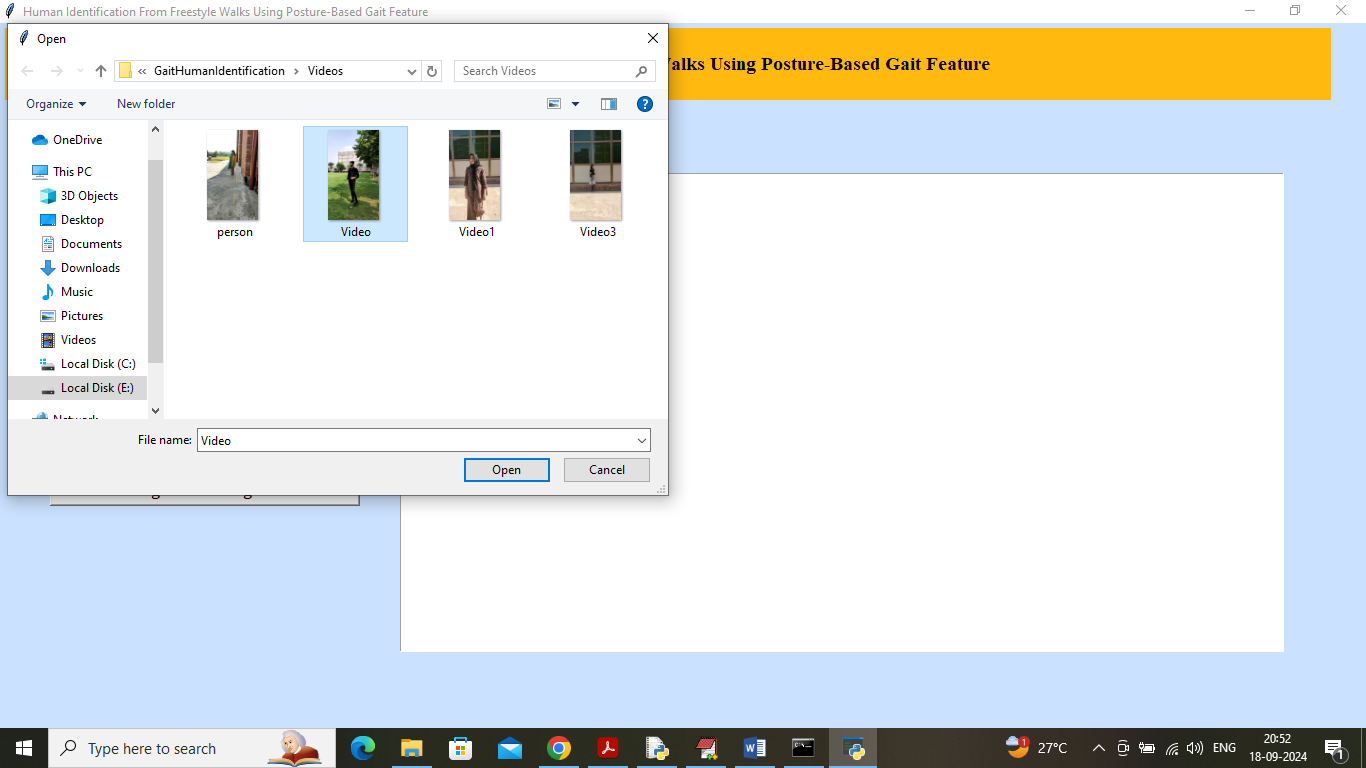 Human Identification From Freestyle Walks Using Posture-Based Gait Feature
Walks Using Posture-Based Gait Feature
Open
« GaitHumanIdentification › Videos
Search Videos
Organize
New folder
OneDrive
This PC
3D Objects
Desktop
Documents
Downloads
Music
Pictures
Videos
Local Disk (C:)
Local Disk (E:)
Network
person
Video
Video1
Video3
File name: Video
Open
Cancel
Type here to search
27°C
ENG
20:52
18-09-2024
1